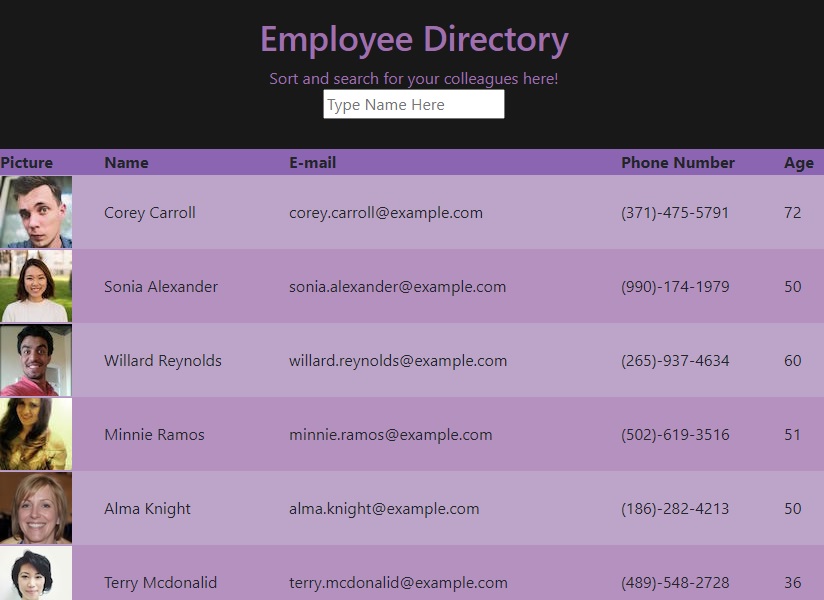 Employee Directory
Sort and search for your colleagues here!
Type Name Here
Picture Name E-mail Phone Number Age
Corey Carroll corey.carroll@example.com (371)-475-5791 72
Sonia Alexander sonia.alexander@example.com (990)-174-1979 50
Willard Reynolds willard.reynolds@example.com (265)-937-4634 60
Minnie Ramos minnie.ramos@example.com (502)-619-3516 51
Alma Knight alma.knight@example.com (186)-282-4213 50
Terry Mcdonalid terry.mcdonalid@example.com (489)-548-2728 36